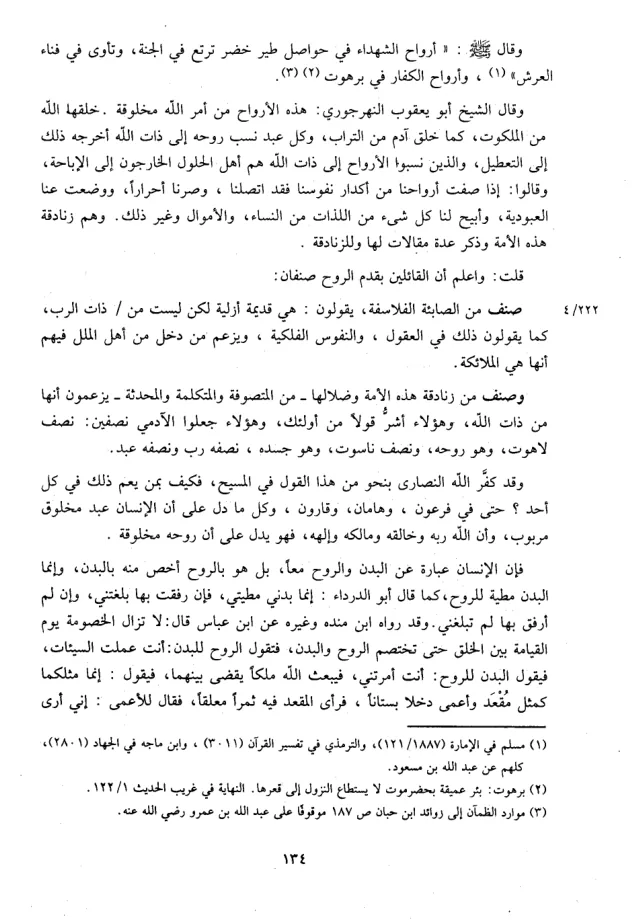 وقال ﷺ : « أرواح الشهداء في حواصل طير خضر ترتع في الجنة، وتأوى في فناء
العرش» (١) ، وأرواح الكفار في برهوت (٢) (٣).
وقال الشيخ أبو يعقوب النهرجوري: هذه الأرواح من أمر الله مخلوقة . خلقها الله
من الملكوت، كما خلق آدم من التراب، وكل عبد نسب روحه إلى ذات الله أخرجه ذلك
إلى التعطيل، والذين نسبوا الأرواح إلى ذات الله هم أهل الحلول الخارجون إلى الإباحة،
وقالوا: إذا صفت أرواحنا من أكدار نفوسنا فقد اتصلنا ، وصرنا أحراراً، ووضعت عنا
العبودية، وأبيح لنا كل شىء من اللذات من النساء، والأموال وغير ذلك. وهم زنادقة
هذه الأمة وذكر عدة مقالات لها وللزنادقة .
قلت: واعلم أن القائلين بقدم الروح صنفان:
صنف من الصابئة الفلاسفة، يقولون : هي قديمة أزلية لكن ليست من / ذات الرب، ٤/٢٢٢
كما يقولون ذلك في العقول ، والنفوس الفلكية ، ويزعم من دخل من أهل الملل فيهم
أنها هي الملائكة.
وصنف من زنادقة هذه الأمة وضلالها ـ من المتصوفة والمتكلمة والمحدثة ـ يزعمون أنها
من ذات الله، وهؤلاء أشرُّ قولاً من أولئك، وهؤلاء جعلوا الآدمي نصفين: نصف
لاهوت، وهو روحه، ونصف ناسوت، وهو جسده ، نصفه رب ونصفه عبد.
وقد كفَّر الله النصارى بنحو من هذا القول في المسيح، فكيف بمن يعم ذلك في كل
أحد ؟ حتى في فرعون ، وهامان، وقارون ، وكل ما دل على أن الإنسان عبد مخلوق
مربوب، وأن الله ربه وخالقه ومالكه وإلهه، فهو يدل على أن روحه مخلوقة .
فإن الإنسان عبارة عن البدن والروح معاً، بل هو بالروح أخص منه بالبدن، وإنما
البدن مطية للروح،كما قال أبو الدرداء : إنما بدني مطيتي، فإن رفقت بها بلغتني، وإن لم
أرفق بها لم تبلغني.وقد رواه ابن منده وغيره عن ابن عباس قال:لا تزال الخصومة يوم
القيامة بين الخلق حتى تختصم الروح والبدن، فتقول الروح للبدن:أنت عملت السيئات،
فيقول البدن للروح: أنت أمرتني، فيبعث الله ملكاً يقضى بينهما، فيقول : إنما مثلكما
كمثل مُقْعَد وأعمى دخلا بستاناً ، فرأى المقعد فيه ثمراً معلقاً، فقال للأعمى : إني أرى
(١) مسلم في الإمارة (١٢١/١٨٨٧)، والترمذي في تفسير القرآن (٣٠١١) ، وابن ماجه في الجهاد (٢٨٠١)،
كلهم عن عبد الله بن مسعود.
(٢) برهوت: بئر عميقة بحضرموت لا يستطاع النزول إلى قعرها. النهاية في غريب الحديث ١٢٢/١ .
(٣) موارد الظمآن إلى زوائد ابن حبان ص ١٨٧ موقوفًا على عبد الله بن عمرو رضي الله عنه.
١٣٤